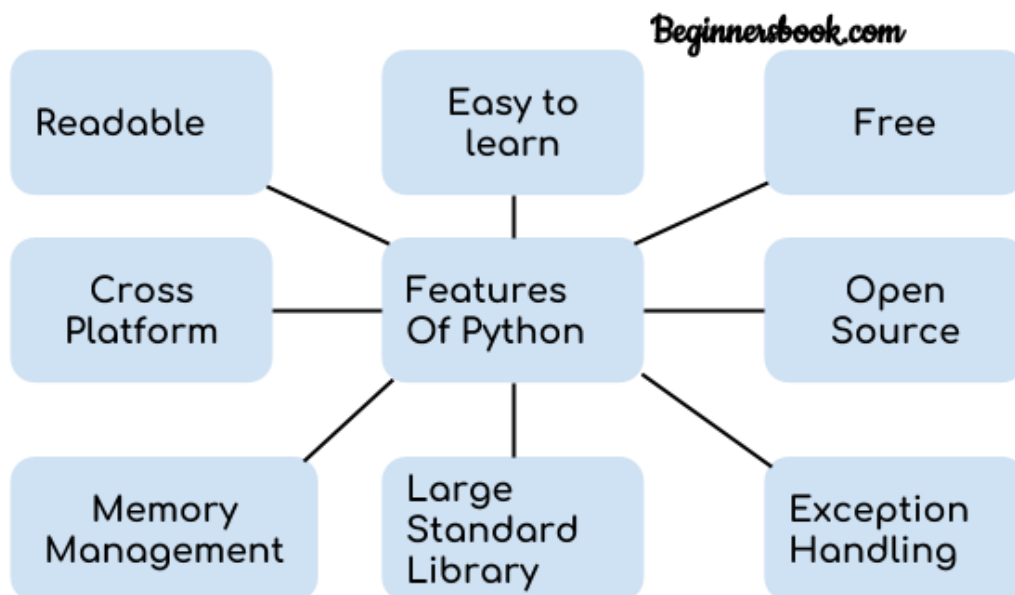 Beginnersbook.com
Readable
Easy to
learn
Free
Cross
Platform
Features
Of Python
Open
Source
Memory
Management
Large
Standard
Library
Exception
Handling